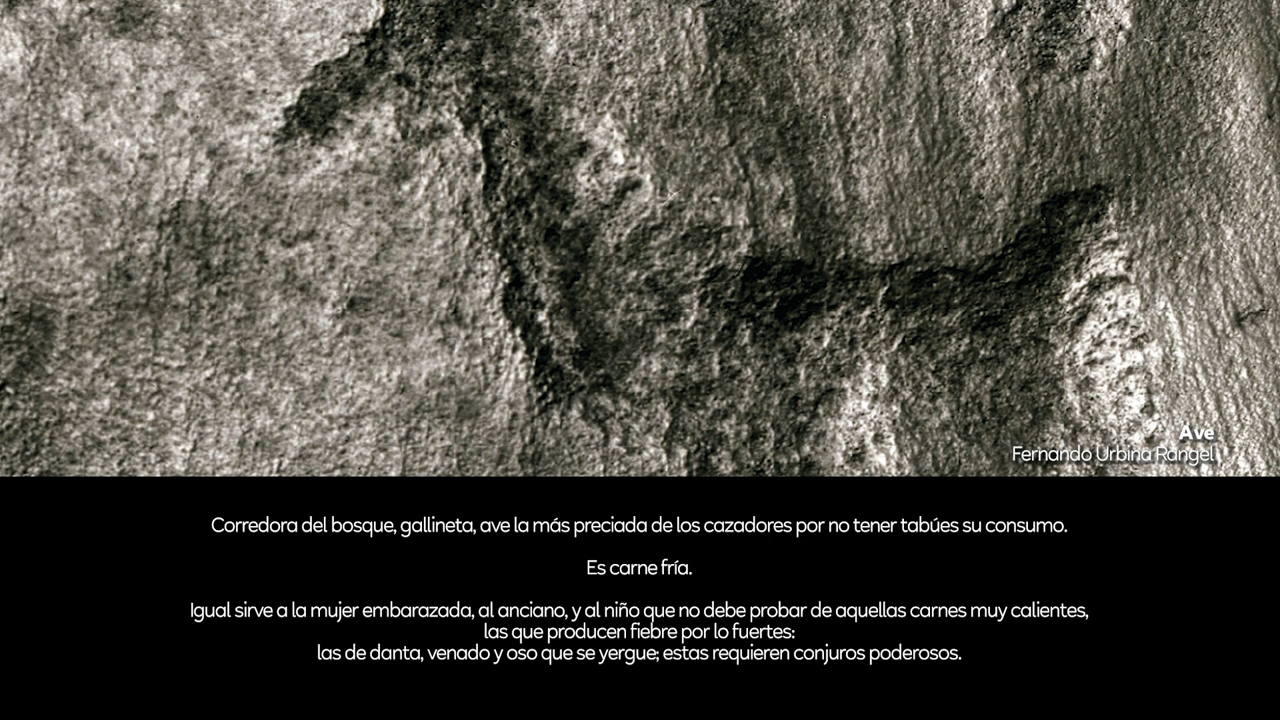 Ave
Fernando Urbina Rangel
Corredora del bosque, gallineta, ave la más preciada de los cazadores por no tener tabúes su consumo.
Es carne fría.
Igual sirve a la mujer embarazada, al anciano, y al niño que no debe probar de aquellas carnes muy calientes,
las que producen fiebre por lo fuertes:
las de danta, venado y oso que se yergue; estas requieren conjuros poderosos.